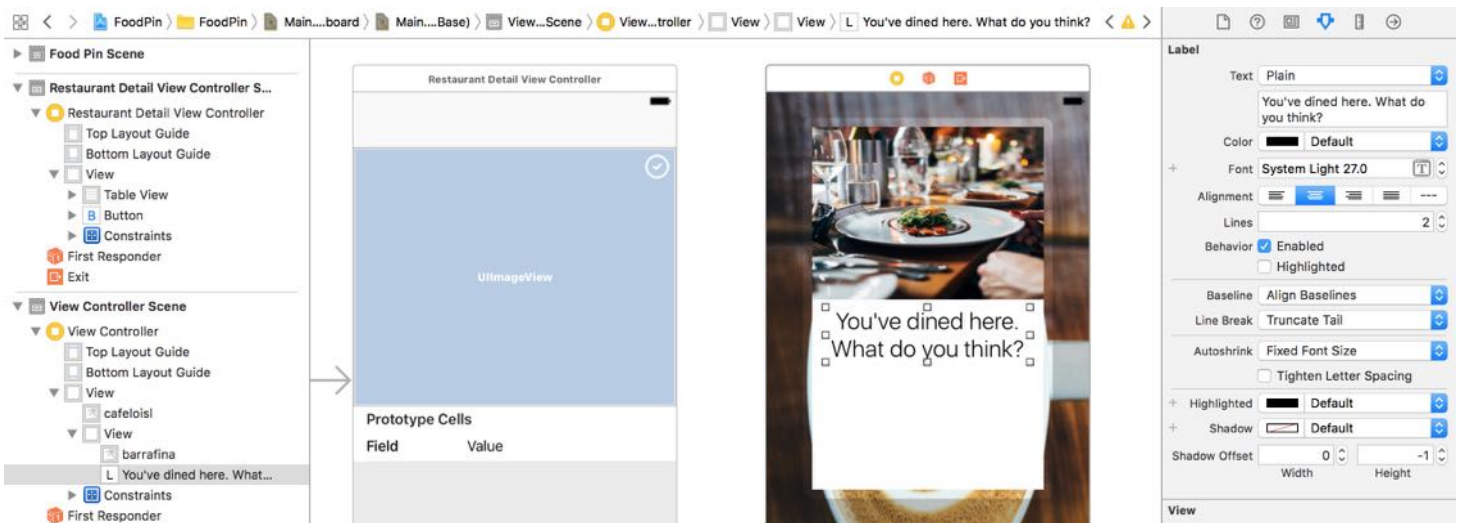 FoodPin FoodPin Main....board Main....Base) View...Scene View...troller View View L You've dined here. What do you think?
Food Pin Scene
Restaurant Detail View Controller S...
Restaurant Detail View Controller
Top Layout Guide
Bottom Layout Guide
View
Table View
B Button
Constraints
First Responder
Exit
View Controller Scene
View Controller
Top Layout Guide
Bottom Layout Guide
View
cafeloisl
View
barrafina
L You've dined here. What...
Constraints
First Responder
Restaurant Detail View Controller
UIImageView
Prototype Cells
Field Value
You've dined here.
What do you think?
Label
Text Plain
You've dined here. What do
you think?
Color Default
Font System Light 27.0 T
Alignment
Lines 2
Behavior Enabled
Highlighted
Baseline Align Baselines
Line Break Truncate Tail
Autoshrink Fixed Font Size
Tighten Letter Spacing
Highlighted Default
Shadow Default
Shadow Offset 0 -1
Width Height
View